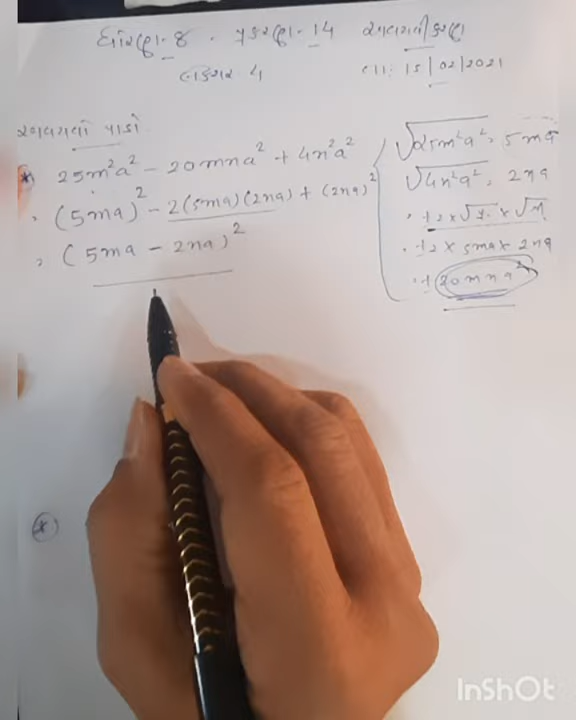 ધોરણ-8. પ્રકરણ-14 અવયવીકરણ
તા: 15/02/2021
અવયવો પાડો.
* 25m²a² - 20mna² + 4n²a²
= (5ma)² - 2(5ma)(2na) + (2na)²
= (5ma - 2na)²
√25m²a² = 5ma
√4n²a² = 2na
± 2 x 5ma x 2na
± 20mna²
*
InShOt